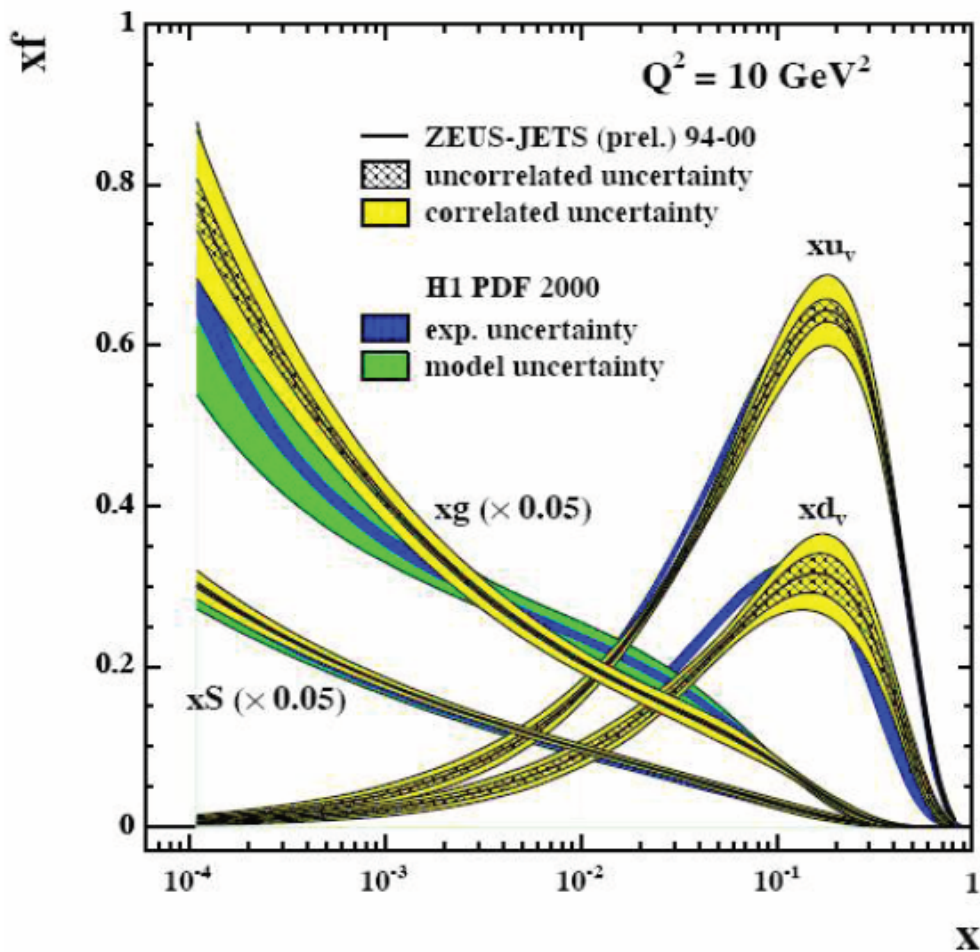 xf
1
Q² = 10 GeV²
ZEUS-JETS (prel.) 94-00
uncorrelated uncertainty
correlated uncertainty
0.8
xuᵥ
H1 PDF 2000
exp. uncertainty
model uncertainty
0.6
xg (× 0.05)
xdᵥ
0.4
0.2
xS (× 0.05)
0
10⁻⁴ 10⁻³ 10⁻² 10⁻¹ 1
x